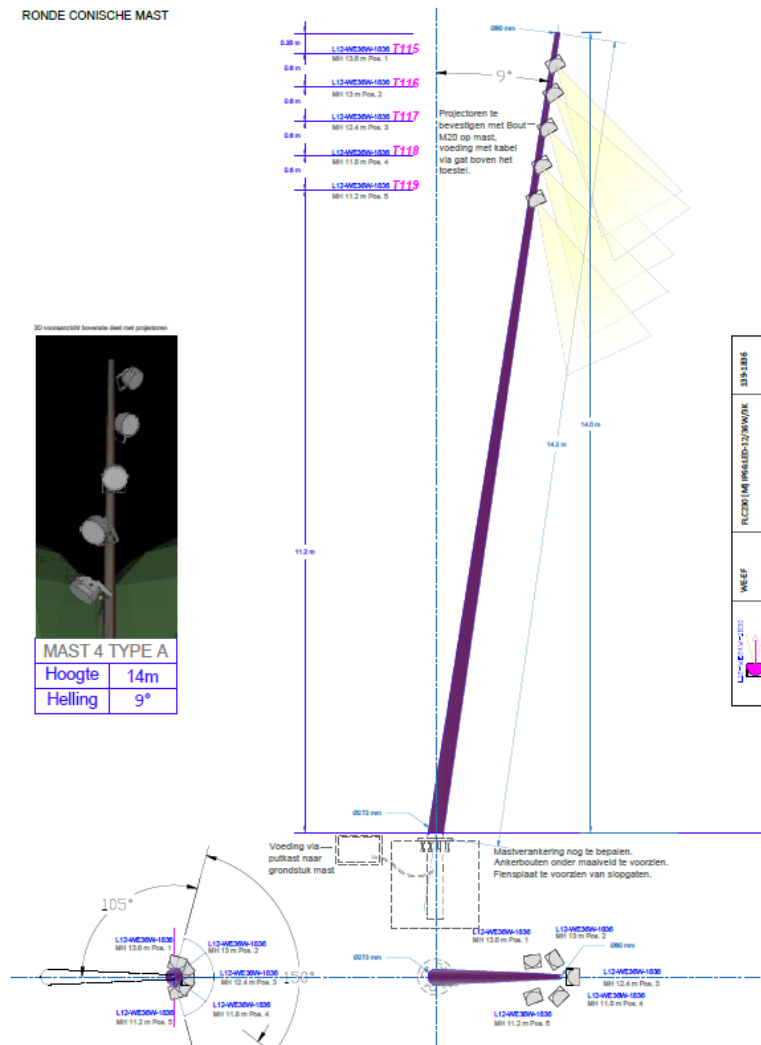 RONDE CONISCHE MAST
Ø80 mm
0.35 m
L12-WE36W-1836 T115
MH 13.6 m Pos. 1
0.6 m
L12-WE36W-1836 T116
MH 13 m Pos. 2
0.6 m
L12-WE36W-1836 T117
MH 12.4 m Pos. 3
0.6 m
L12-WE36W-1836 T118
MH 11.8 m Pos. 4
0.6 m
L12-WE36W-1836 T119
MH 11.2 m Pos. 5
9°
Projectoren te
bevestigen met Bout
M20 op mast,
voeding met kabel
via gat boven het
toestel.
3D vooraanzicht bovenste deel met projectoren
139-1836
FLC230 [M] IP66 LED-12/36W/3K
WE-EF
14.2 m
14.0 m
11.2 m
MAST 4 TYPE A
Hoogte 14m
Helling 9°
Ø273 mm
Voeding via
putkast naar
grondstuk mast
Mastverankering nog te bepalen.
Ankerbouten onder maaiveld te voorzien.
Flensplaat te voorzien van slopgaten.
105°
150°
L12-WE36W-1836
MH 13.6 m Pos. 1
L12-WE36W-1836
MH 13 m Pos. 2
L12-WE36W-1836
MH 12.4 m Pos. 3
L12-WE36W-1836
MH 11.8 m Pos. 4
L12-WE36W-1836
MH 11.2 m Pos. 5
L12-WE36W-1836
MH 13.6 m Pos. 1
L12-WE36W-1836
MH 13 m Pos. 2
Ø80 mm
Ø273 mm
L12-WE36W-1836
MH 12.4 m Pos. 3
L12-WE36W-1836
MH 11.8 m Pos. 4
L12-WE36W-1836
MH 11.2 m Pos. 5